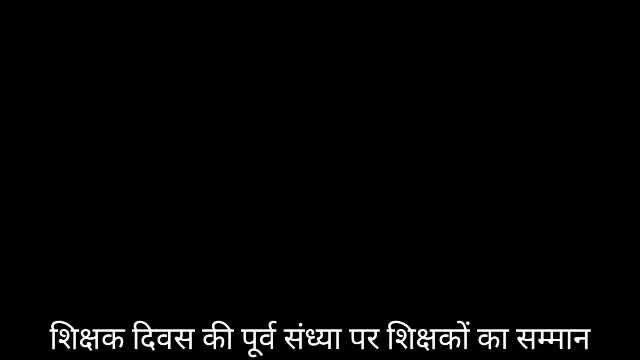 शिक्षक दिवस की पूर्व संध्या पर शिक्षकों का सम्मान